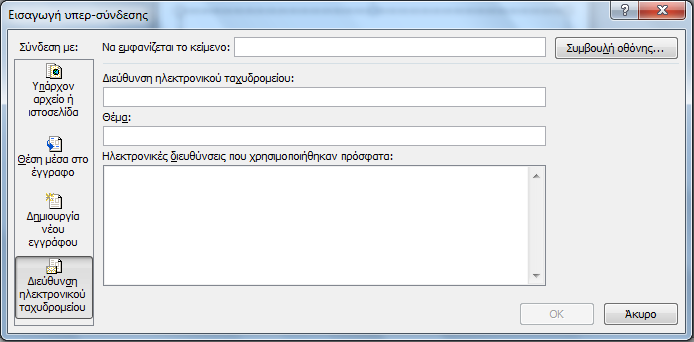 Εισαγωγή υπερ-σύνδεσης
Σύνδεση με:
Να εμφανίζεται το κείμενο:
Συμβουλή οθόνης...
Υπάρχον
αρχείο ή
ιστοσελίδα
Θέση μέσα στο
έγγραφο
Δημιουργία
νέου
εγγράφου
Διεύθυνση
ηλεκτρονικού
ταχυδρομείου
Διεύθυνση ηλεκτρονικού ταχυδρομείου:
Θέμα:
Ηλεκτρονικές διευθύνσεις που χρησιμοποιήθηκαν πρόσφατα:
OK
Άκυρο